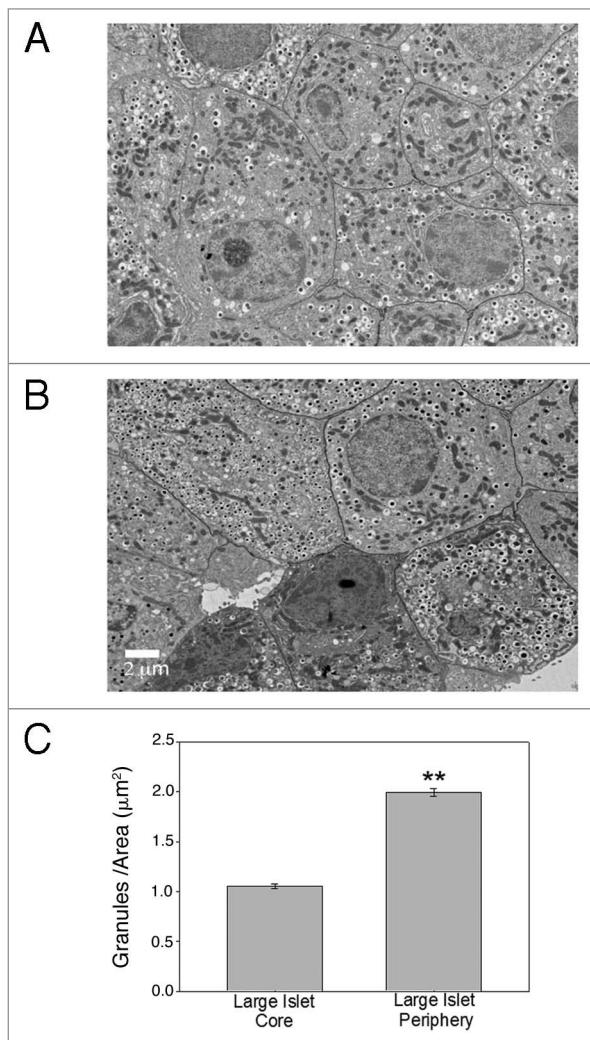 A
B
2 μm
C
2.5
2.0
1.5
1.0
0.5
0.0
Granules /Area (μm²)
**
Large Islet
Core
Large Islet
Periphery